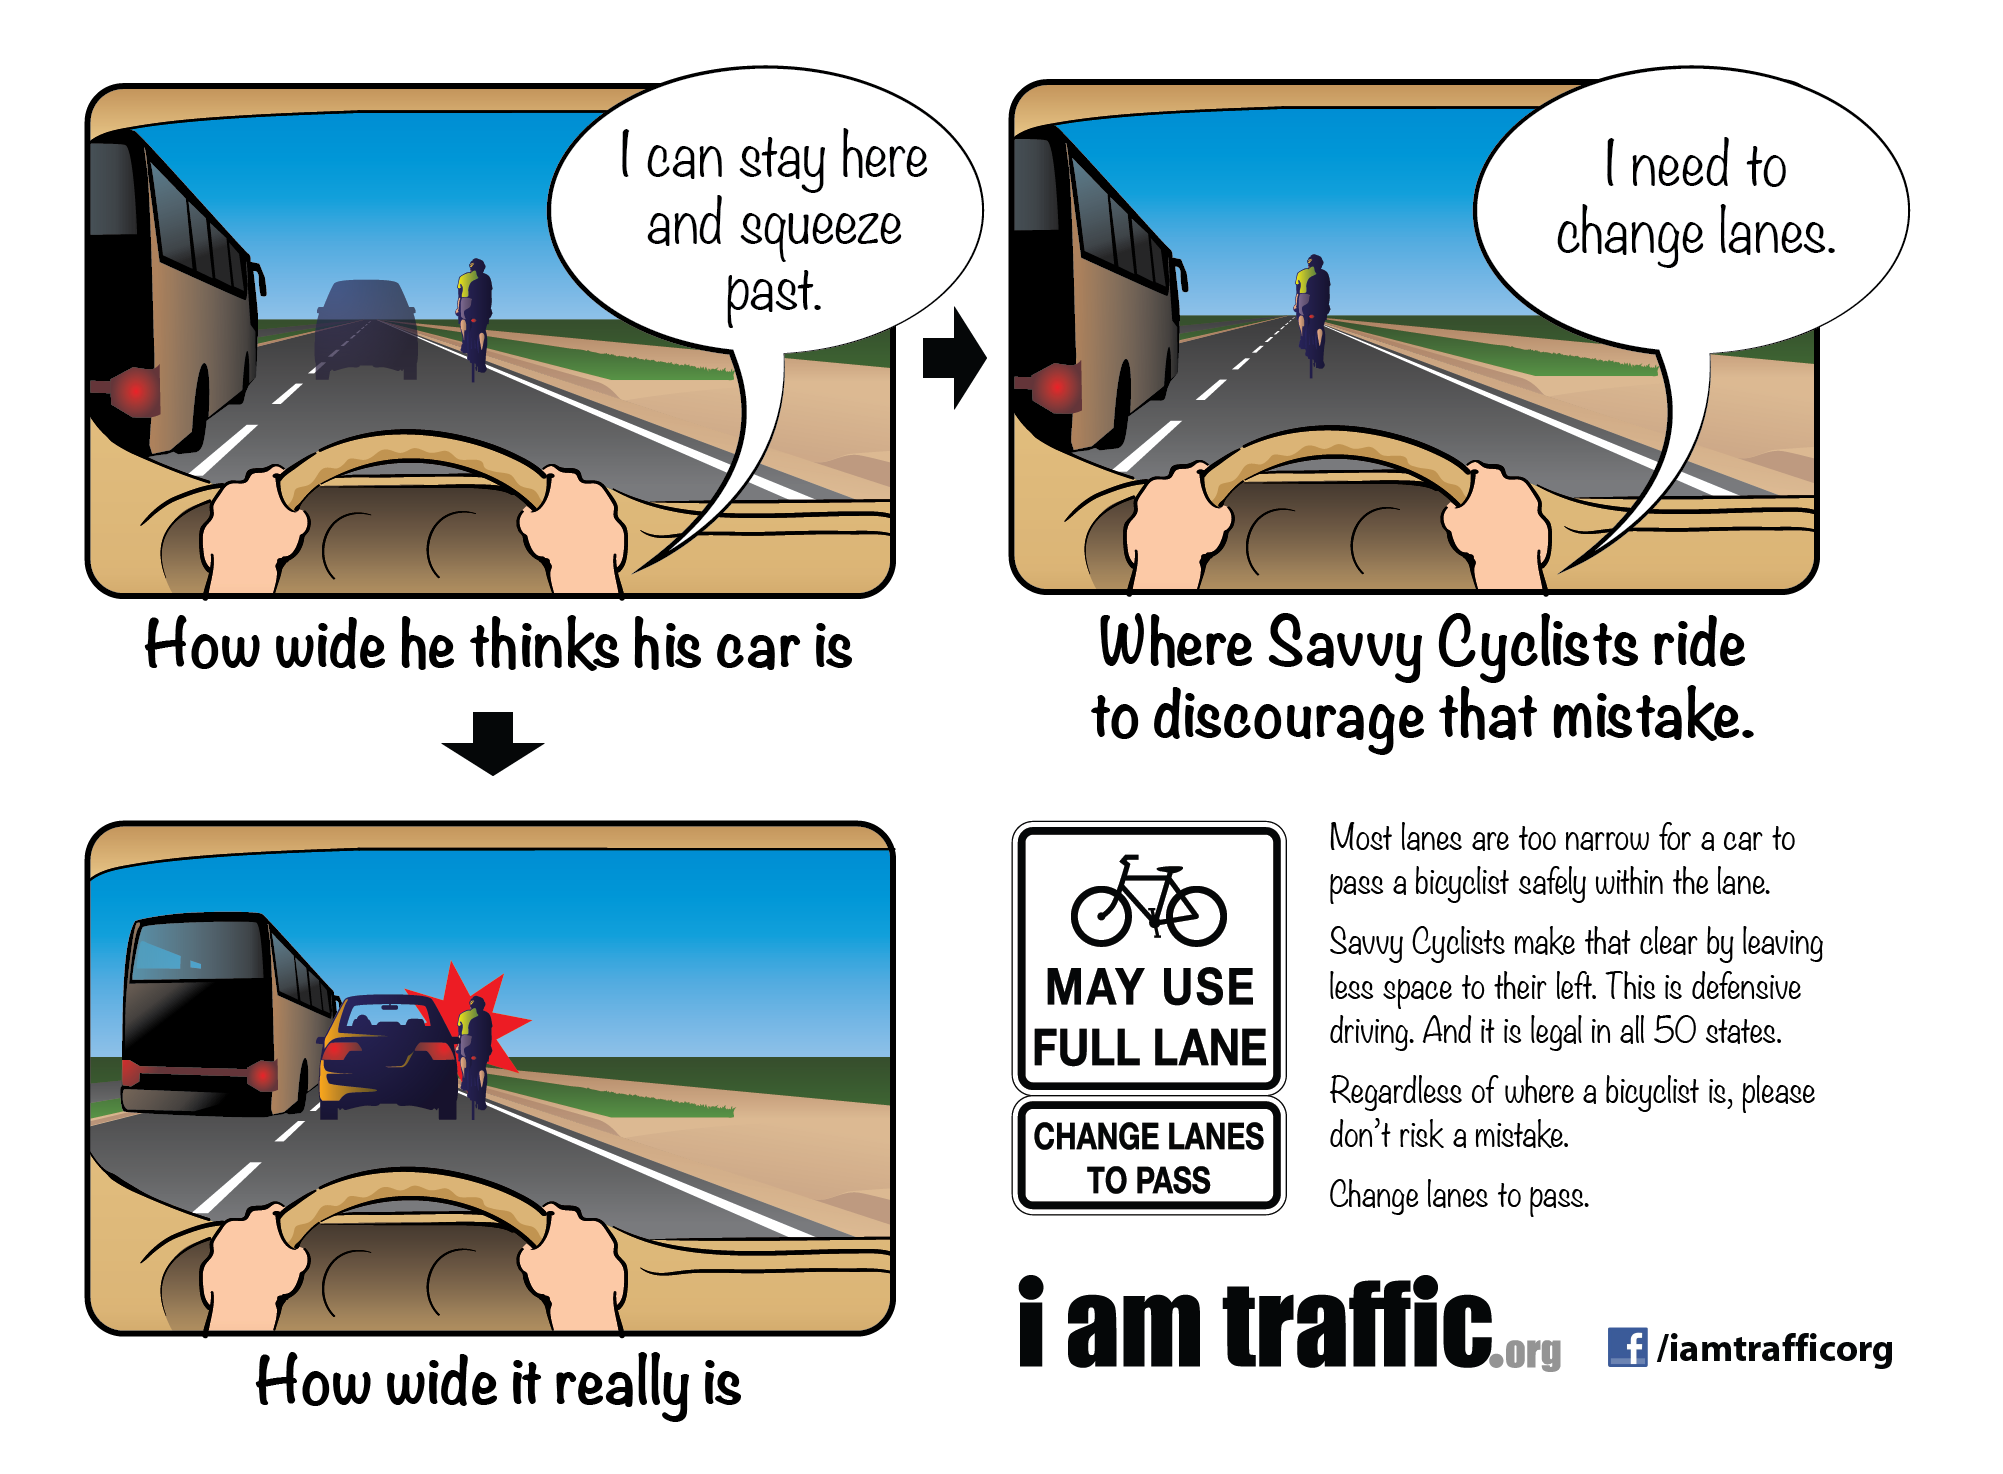 I can stay here
and squeeze
past.
How wide he thinks his car is
I need to
change lanes.
Where Savvy Cyclists ride
to discourage that mistake.
How wide it really is
MAY USE
FULL LANE
CHANGE LANES
TO PASS
Most lanes are too narrow for a car to
pass a bicyclist safely within the lane.
Savvy Cyclists make that clear by leaving
less space to their left. This is defensive
driving. And it is legal in all 50 states.
Regardless of where a bicyclist is, please
don't risk a mistake.
Change lanes to pass.
i am traffic.org
f /iamtrafficorg